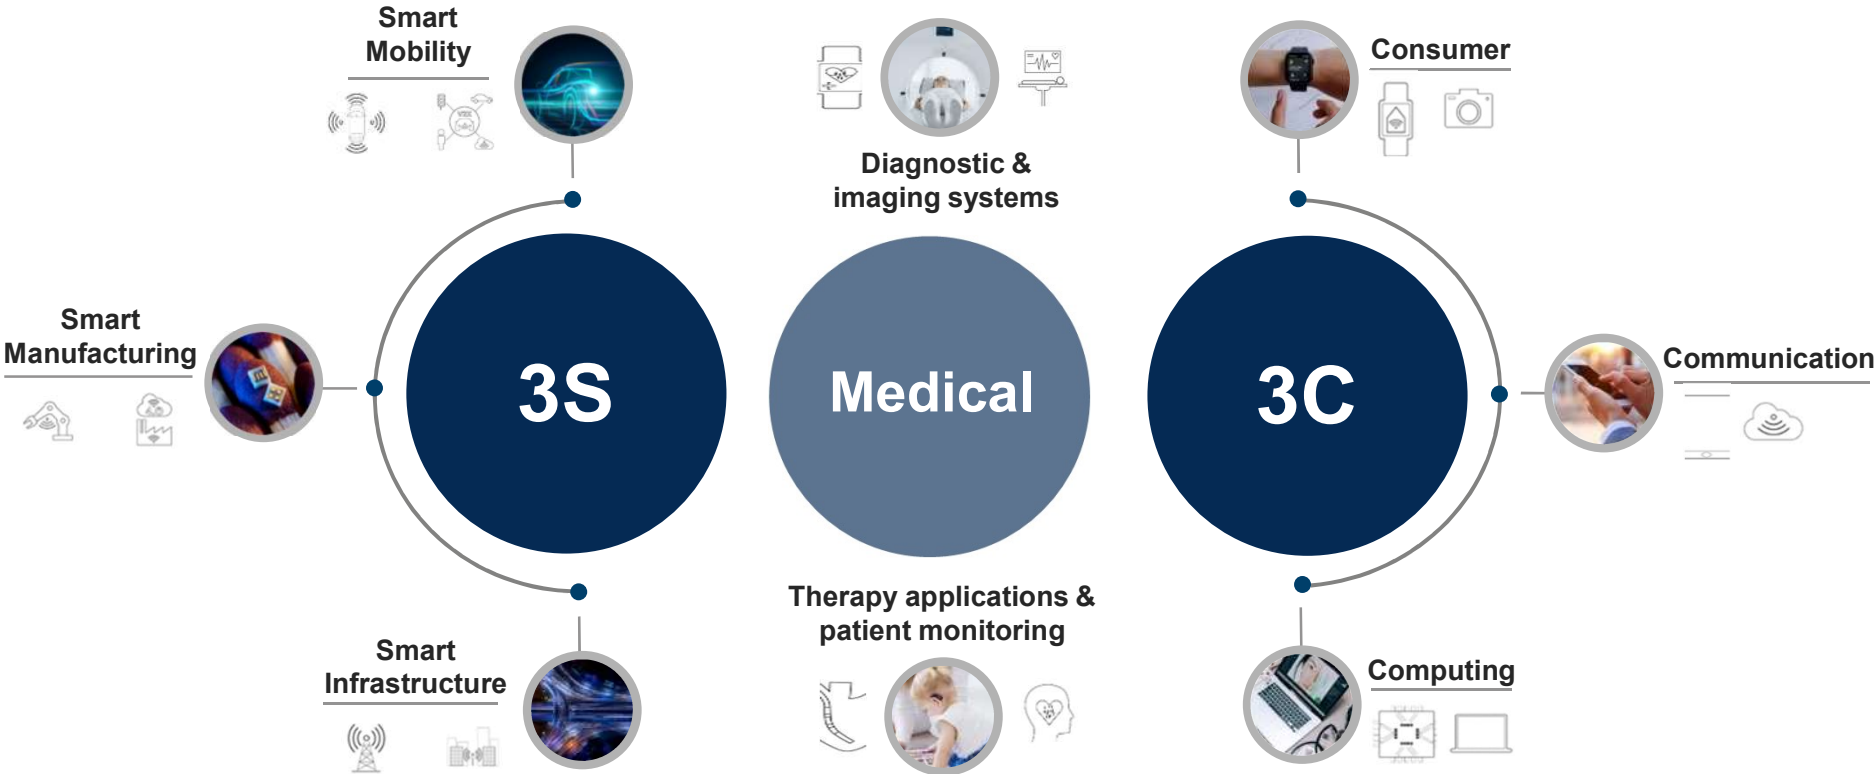 Smart
Mobility
Diagnostic &
imaging systems
Consumer
Smart
Manufacturing
3S
Medical
3C
Communication
Therapy applications &
patient monitoring
Smart
Infrastructure
Computing